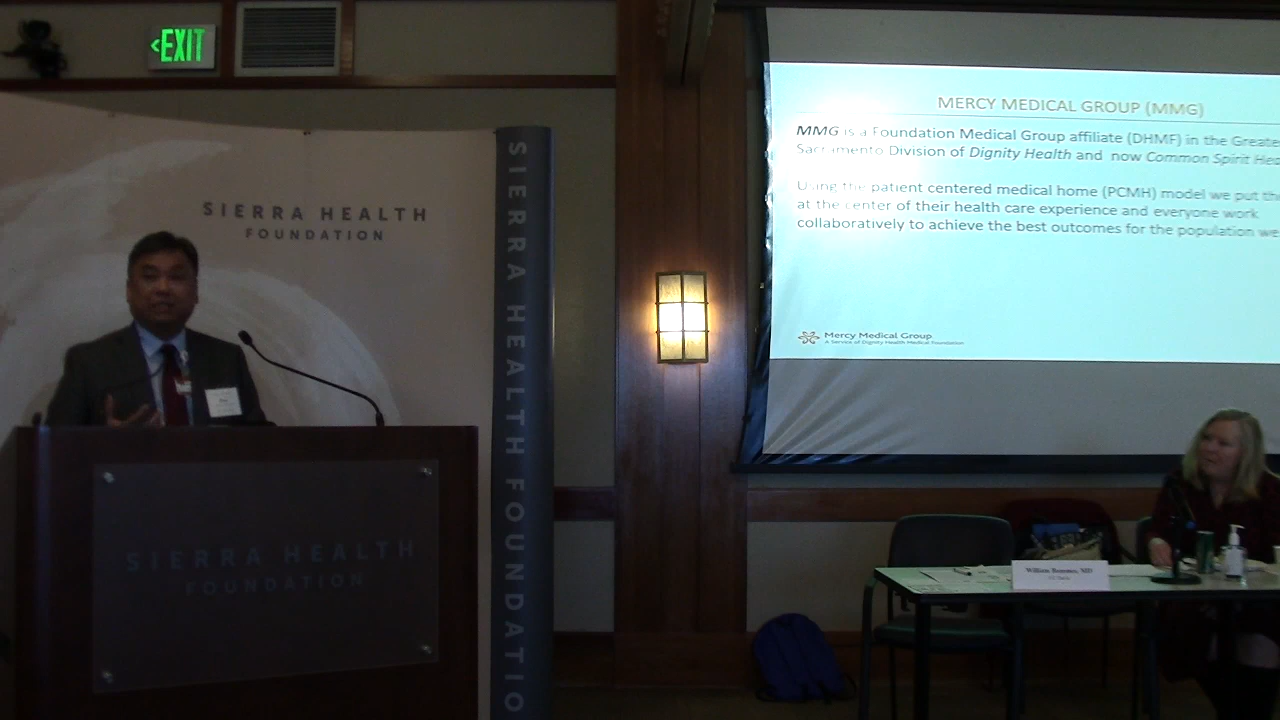 <EXIT
SIERRA HEALTH
FOUNDATION
SIERRA HEALTH FOUNDATIO
MERCY MEDICAL GROUP (MMG)
MMG is a Foundation Medical Group affiliate (DHMF) in the Greate
Sacramento Division of Dignity Health and now Common Spirit Hea
Using the patient centered medical home (PCMH) model we put th
at the center of their health care experience and everyone work
collaboratively to achieve the best outcomes for the population we
Mercy Medical Group
A Service of Dignity Health Medical Foundation
SIERRA HEALTH
FOUNDATION
William MD